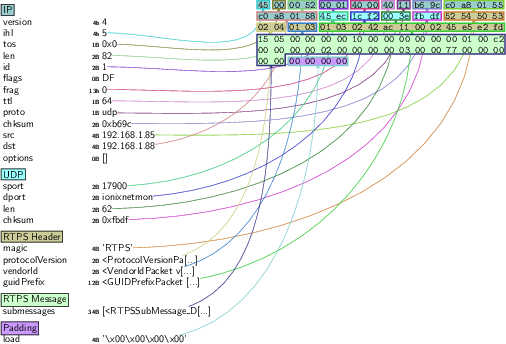 IP
version 4b 4
ihl 4b 5
tos 1B 0x0
len 2B 82
id 2B 1
flags 0B DF
frag 13b 0
ttl 1B 64
proto 1B udp
chksum 2B 0xb69c
src 4B 192.168.1.85
dst 4B 192.168.1.88
options 0B []
UDP
sport 2B 17900
dport 2B ionixnetmon
len 2B 62
chksum 2B 0xfbdf
RTPS Header
magic 4B 'RTPS'
protocolVersion 2B <ProtocolVersionPa[...]
vendorId 2B <VendorIdPacket v[...]
guidPrefix 12B <GUIDPrefixPacket [...]
RTPS Message
submessages 34B [<RTPSSubMessage_D[...]
Padding
load 4B '\x00\x00\x00\x00'
45 00 00 52 00 01 40 00 40 11 b6 9c c0 a8 01 55
c0 a8 01 58 45 ec 1c f2 00 3e fb df 52 54 50 53
02 04 01 03 01 03 02 42 ac 11 00 02 45 e5 e2 fd
15 05 00 00 00 00 10 00 00 00 00 00 00 01 00 c2
00 00 00 00 02 00 00 00 00 03 00 00 77 00 00 00
00 00 00 00 00 00